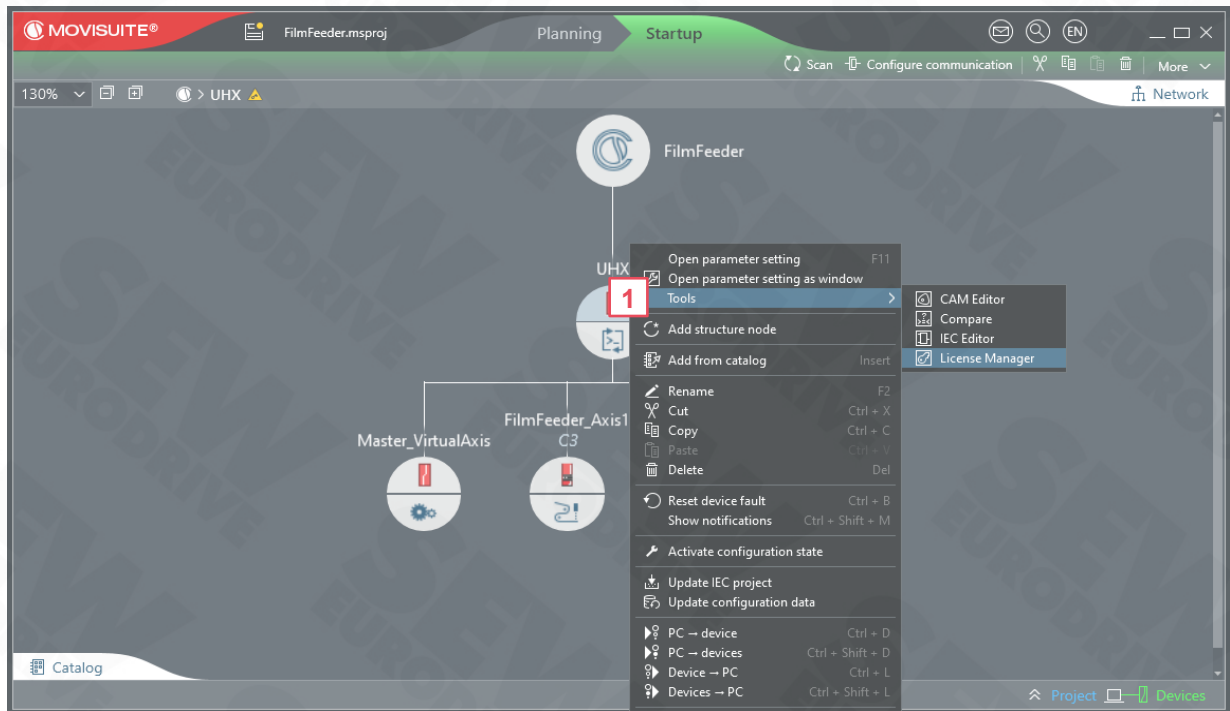 MOVISUITE®
FilmFeeder.msproj
Planning
Startup
EN
Scan
Configure communication
More
130%
> UHX
Network
FilmFeeder
UHX
1
Open parameter setting F11
Open parameter setting as window
Tools
CAM Editor
Compare
IEC Editor
License Manager
Add structure node
Add from catalog Insert
Rename F2
Cut Ctrl + X
Copy Ctrl + C
Paste Ctrl + V
Delete Del
Reset device fault Ctrl + B
Show notifications Ctrl + Shift + M
Activate configuration state
Update IEC project
Update configuration data
PC → device Ctrl + D
PC → devices Ctrl + Shift + D
Device → PC Ctrl + L
Devices → PC Ctrl + Shift + L
FilmFeeder_Axis1
C3
Master_VirtualAxis
Catalog
Project
Devices
SEW
EURODRIVE